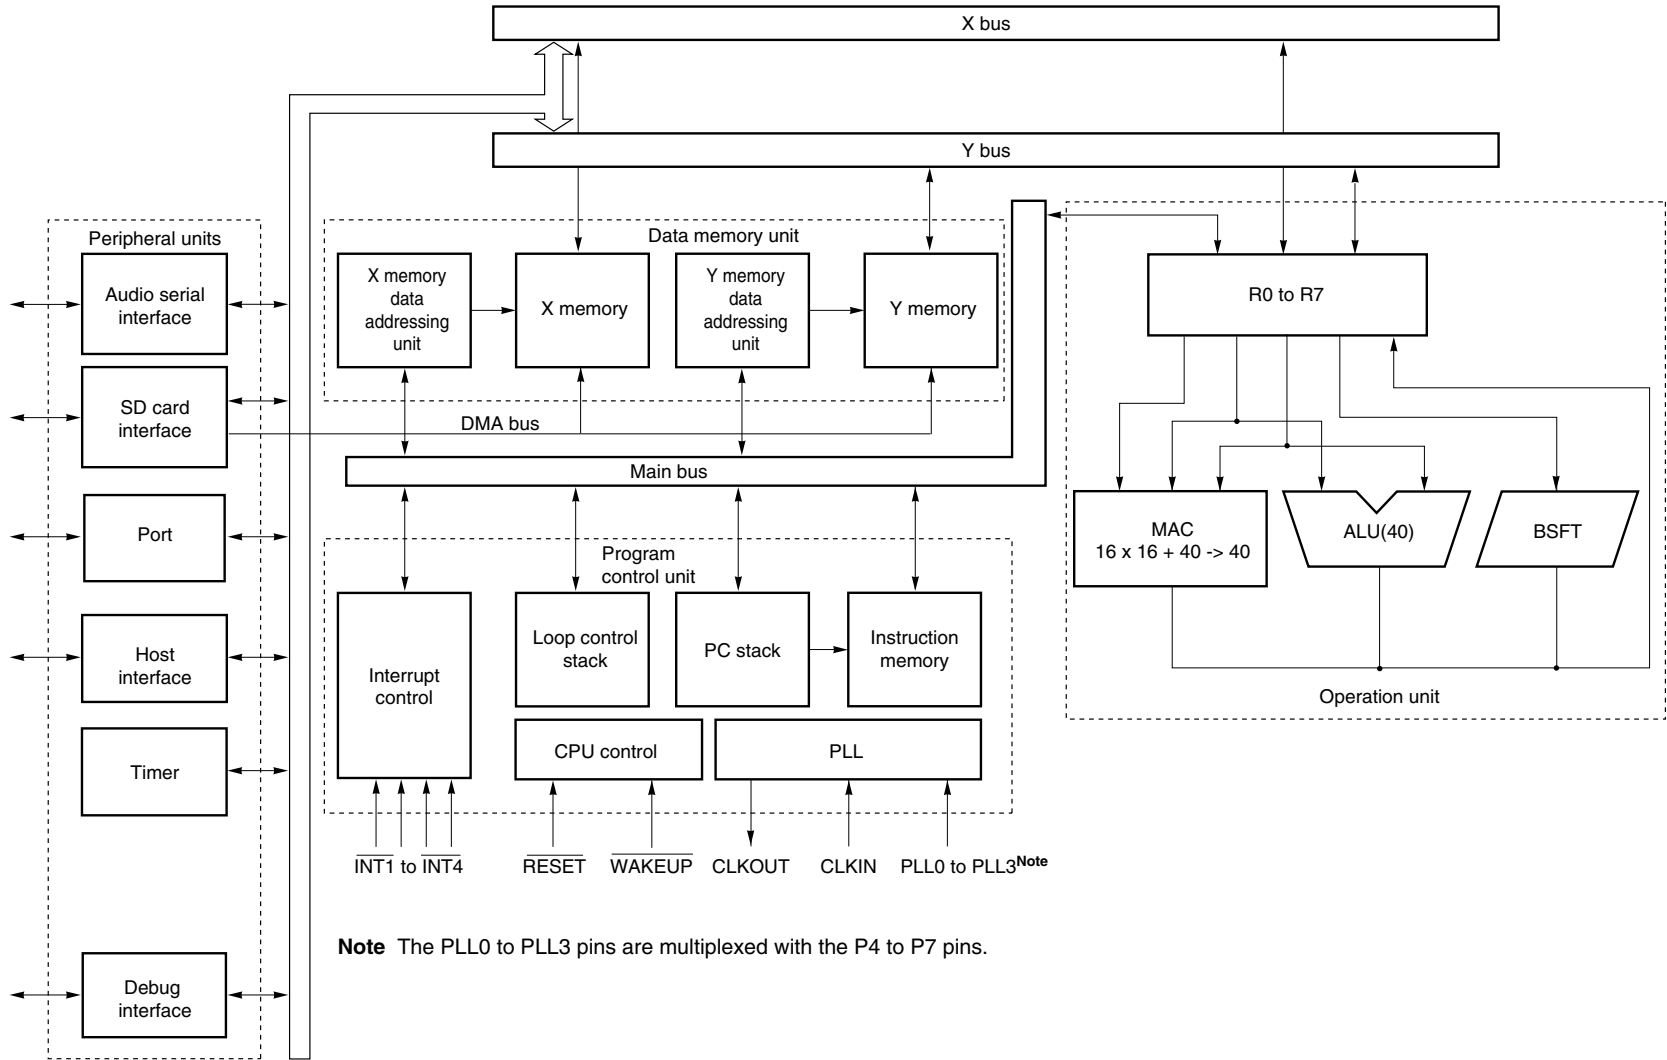 X bus
Y bus
Peripheral units
Audio serial
interface
SD card
interface
Port
Host
interface
Timer
Debug
interface
Data memory unit
X memory
data
addressing
unit
X memory
Y memory
data
addressing
unit
Y memory
DMA bus
Main bus
Program
control unit
Interrupt
control
Loop control
stack
PC stack
Instruction
memory
CPU control
PLL
INT1 to INT4
RESET
WAKEUP
CLKOUT
CLKIN
PLL0 to PLL3Note
R0 to R7
MAC
16 x 16 + 40 -> 40
ALU(40)
BSFT
Operation unit
Note The PLL0 to PLL3 pins are multiplexed with the P4 to P7 pins.